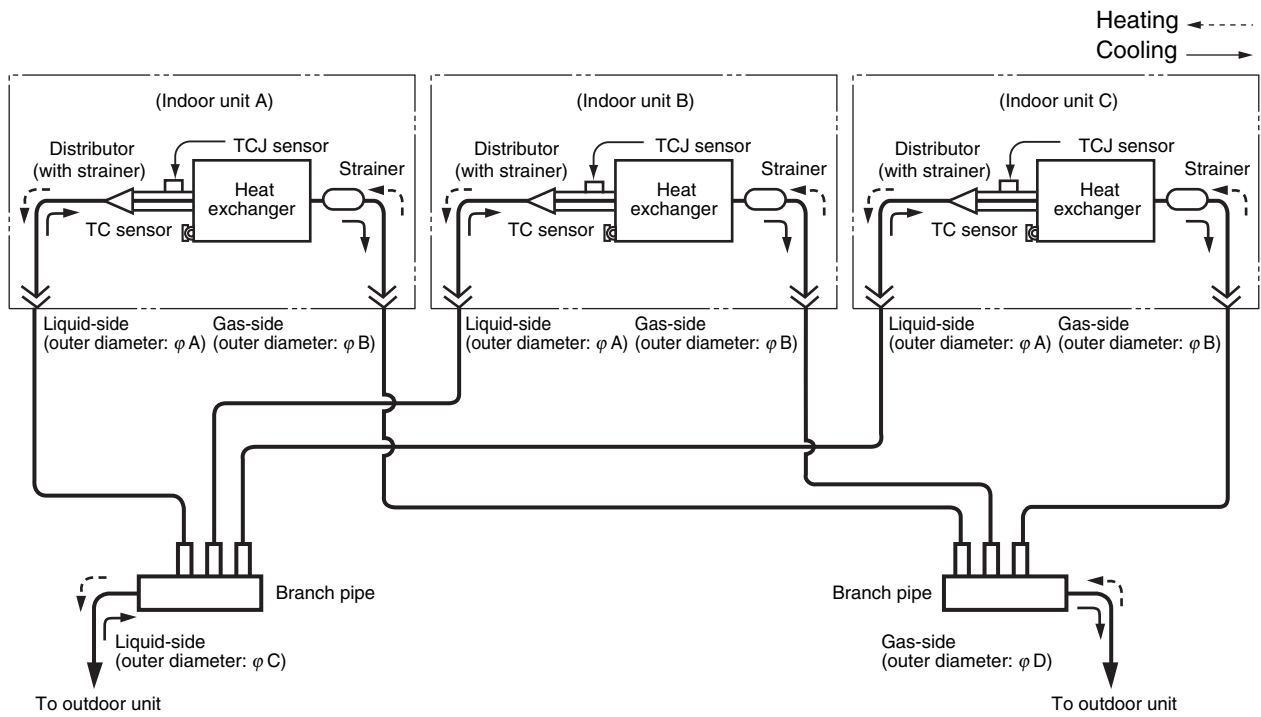 Heating
Cooling
(Indoor unit A)
Distributor
(with strainer)
TCJ sensor
Strainer
Heat
exchanger
TC sensor
Liquid-side
(outer diameter: φ A)
Gas-side
(outer diameter: φ B)
(Indoor unit B)
Distributor
(with strainer)
TCJ sensor
Strainer
Heat
exchanger
TC sensor
Liquid-side
(outer diameter: φ A)
Gas-side
(outer diameter: φ B)
(Indoor unit C)
Distributor
(with strainer)
TCJ sensor
Strainer
Heat
exchanger
TC sensor
Liquid-side
(outer diameter: φ A)
Gas-side
(outer diameter: φ B)
Branch pipe
Liquid-side
(outer diameter: φ C)
To outdoor unit
Branch pipe
Gas-side
(outer diameter: φ D)
To outdoor unit